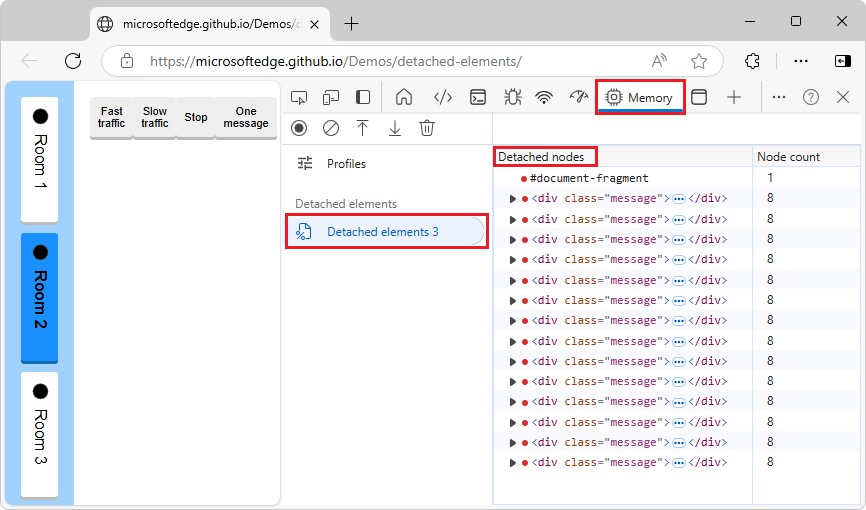 microsoftedge.github.io/Demos/
https://microsoftedge.github.io/Demos/detached-elements/
Room 1
Room 2
Room 3
Fast traffic
Slow traffic
Stop
One message
Memory
Profiles
Detached elements
Detached elements 3
Detached nodes Node count
#document-fragment 1
<div class="message">…</div> 8
<div class="message">…</div> 8
<div class="message">…</div> 8
<div class="message">…</div> 8
<div class="message">…</div> 8
<div class="message">…</div> 8
<div class="message">…</div> 8
<div class="message">…</div> 8
<div class="message">…</div> 8
<div class="message">…</div> 8
<div class="message">…</div> 8
<div class="message">…</div> 8
<div class="message">…</div> 8
<div class="message">…</div> 8